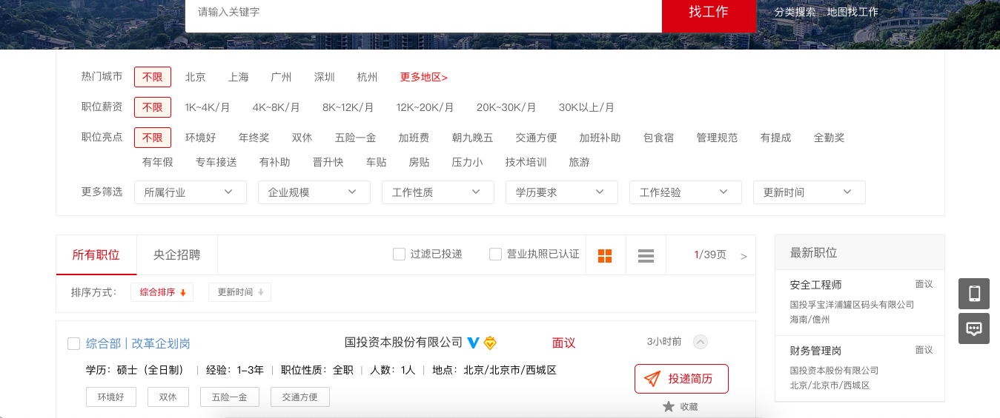 请输入关键字
找工作
分类搜索 地图找工作
热门城市 不限 北京 上海 广州 深圳 杭州 更多地区>
职位薪资 不限 1K~4K/月 4K~8K/月 8K~12K/月 12K~20K/月 20K~30K/月 30K以上/月
职位亮点 不限 环境好 年终奖 双休 五险一金 加班费 朝九晚五 交通方便 加班补助 包食宿 管理规范 有提成 全勤奖
有年假 专车接送 有补助 晋升快 车贴 房贴 压力小 技术培训 旅游
更多筛选 所属行业 企业规模 工作性质 学历要求 工作经验 更新时间
所有职位 央企招聘 过滤已投递 营业执照已认证 1/39页 >
排序方式： 综合排序 更新时间
综合部 | 改革企划岗 国投资本股份有限公司 面议 3小时前
学历：硕士（全日制） | 经验：1-3年 | 职位性质：全职 | 人数：1人 | 地点：北京/北京市/西城区
投递简历
环境好 双休 五险一金 交通方便
收藏
最新职位
安全工程师 面议
国投孚宝洋浦罐区码头有限公司
海南/儋州
财务管理岗 面议
国投资本股份有限公司
北京/北京市/西城区